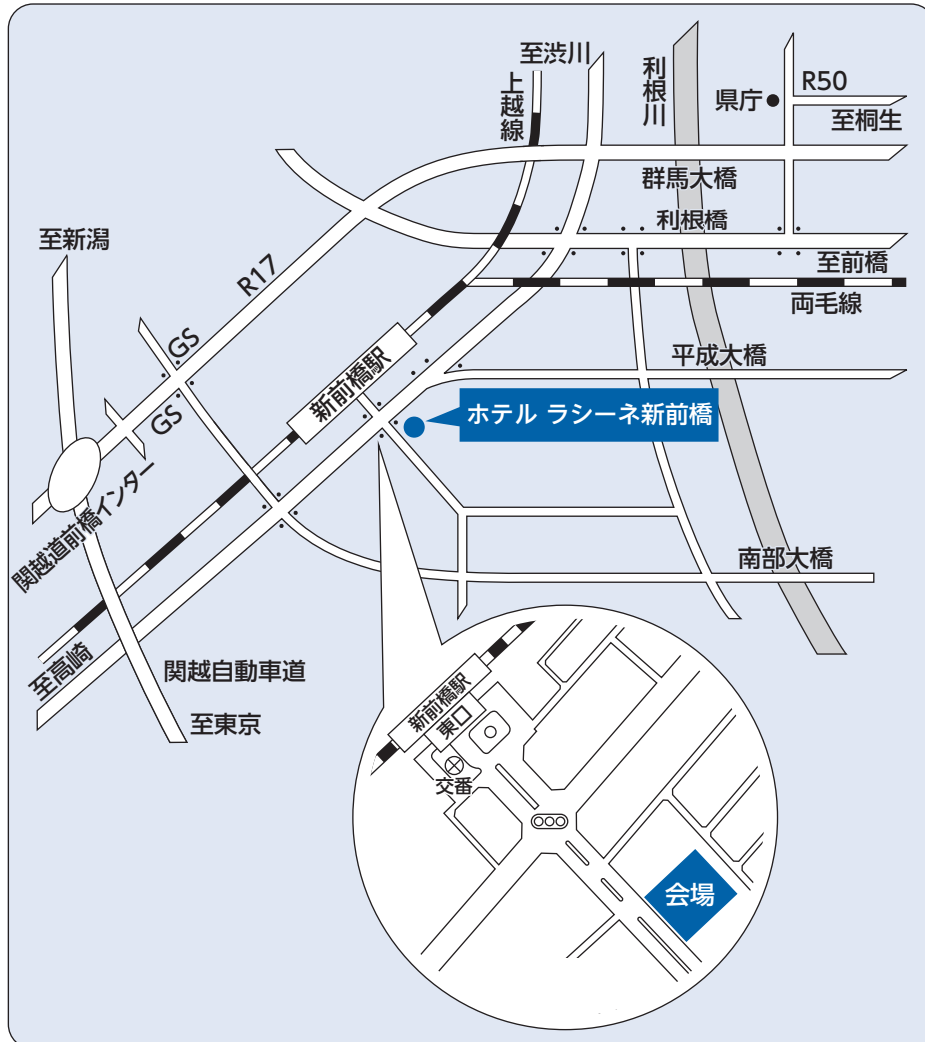 至渋川
上越線
利根川
県庁
R50
至桐生
群馬大橋
至新潟
利根橋
R17
至前橋
両毛線
GS
新前橋駅
平成大橋
GS
ホテル ラシーネ新前橋
関越道前橋インター
南部大橋
至高崎
関越自動車道
至東京
新前橋駅
東口
交番
会場